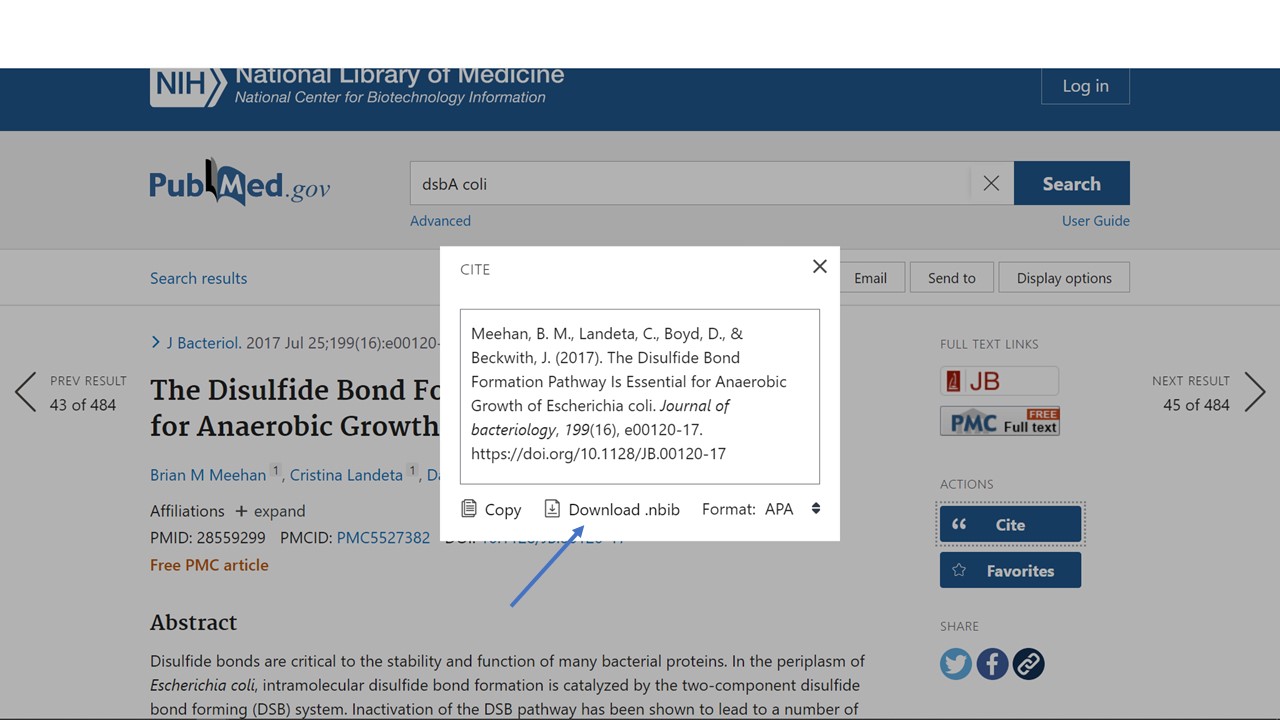 NIH National Library of Medicine
National Center for Biotechnology Information
Log in
PubMed.gov
dsbA coli
Search
Advanced
User Guide
Search results
Email
Send to
Display options
CITE
Meehan, B. M., Landeta, C., Boyd, D., &
Beckwith, J. (2017). The Disulfide Bond
Formation Pathway Is Essential for Anaerobic
Growth of Escherichia coli. Journal of
bacteriology, 199(16), e00120-17.
https://doi.org/10.1128/JB.00120-17
Copy
Download .nbib
Format: APA
PREV RESULT
43 of 484
> J Bacteriol. 2017 Jul 25;199(16):e00120-
The Disulfide Bond Fo
for Anaerobic Growth
Brian M Meehan 1, Cristina Landeta 1, Da
Affiliations + expand
PMID: 28559299 PMCID: PMC5527382
Free PMC article
Abstract
Disulfide bonds are critical to the stability and function of many bacterial proteins. In the periplasm of
Escherichia coli, intramolecular disulfide bond formation is catalyzed by the two-component disulfide
bond forming (DSB) system. Inactivation of the DSB pathway has been shown to lead to a number of
FULL TEXT LINKS
JB
PMC FREE
Full text
ACTIONS
Cite
Favorites
SHARE
NEXT RESULT
45 of 484